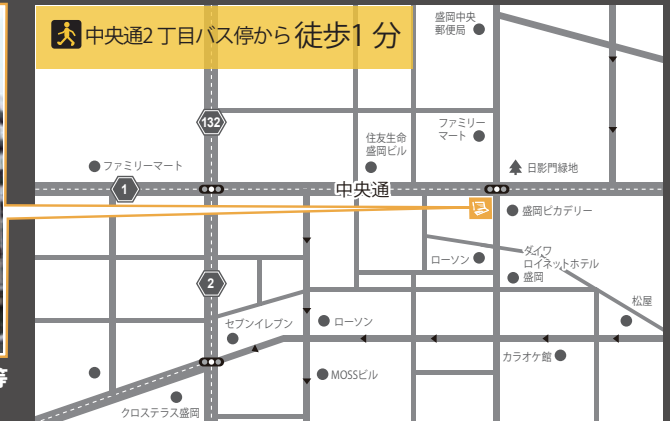 中央通2丁目バス停から徒歩1分
盛岡中央
郵便局
132
住友生命
盛岡ビル
ファミリー
マート
ファミリーマート
日影門緑地
1
中央通
盛岡ピカデリー
ローソン
ダイワ
ロイネットホテル
盛岡
2
松屋
セブンイレブン
ローソン
カラオケ館
MOSSビル
等
クロステラス盛岡